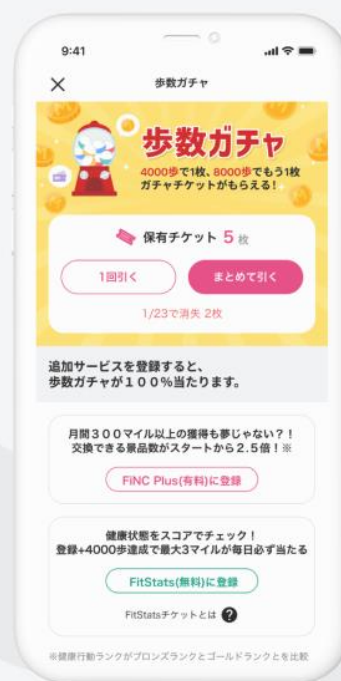 9:41
歩数ガチャ
歩数ガチャ
4000歩で1枚、8000歩でもう1枚
ガチャチケットがもらえる！
保有チケット 5 枚
1回引く
まとめて引く
1/23で消失 2枚
追加サービスを登録すると、
歩数ガチャが１００％当たります。
月間３００マイル以上の獲得も夢じゃない？！
交換できる景品数がスタートから２.５倍！※
FiNC Plus(有料)に登録
健康状態をスコアでチェック！
登録+4000歩達成で最大3マイルが毎日必ず当たる
FitStats(無料)に登録
FitStatsチケットとは ?
※健康行動ランクがブロンズランクとゴールドランクとを比較